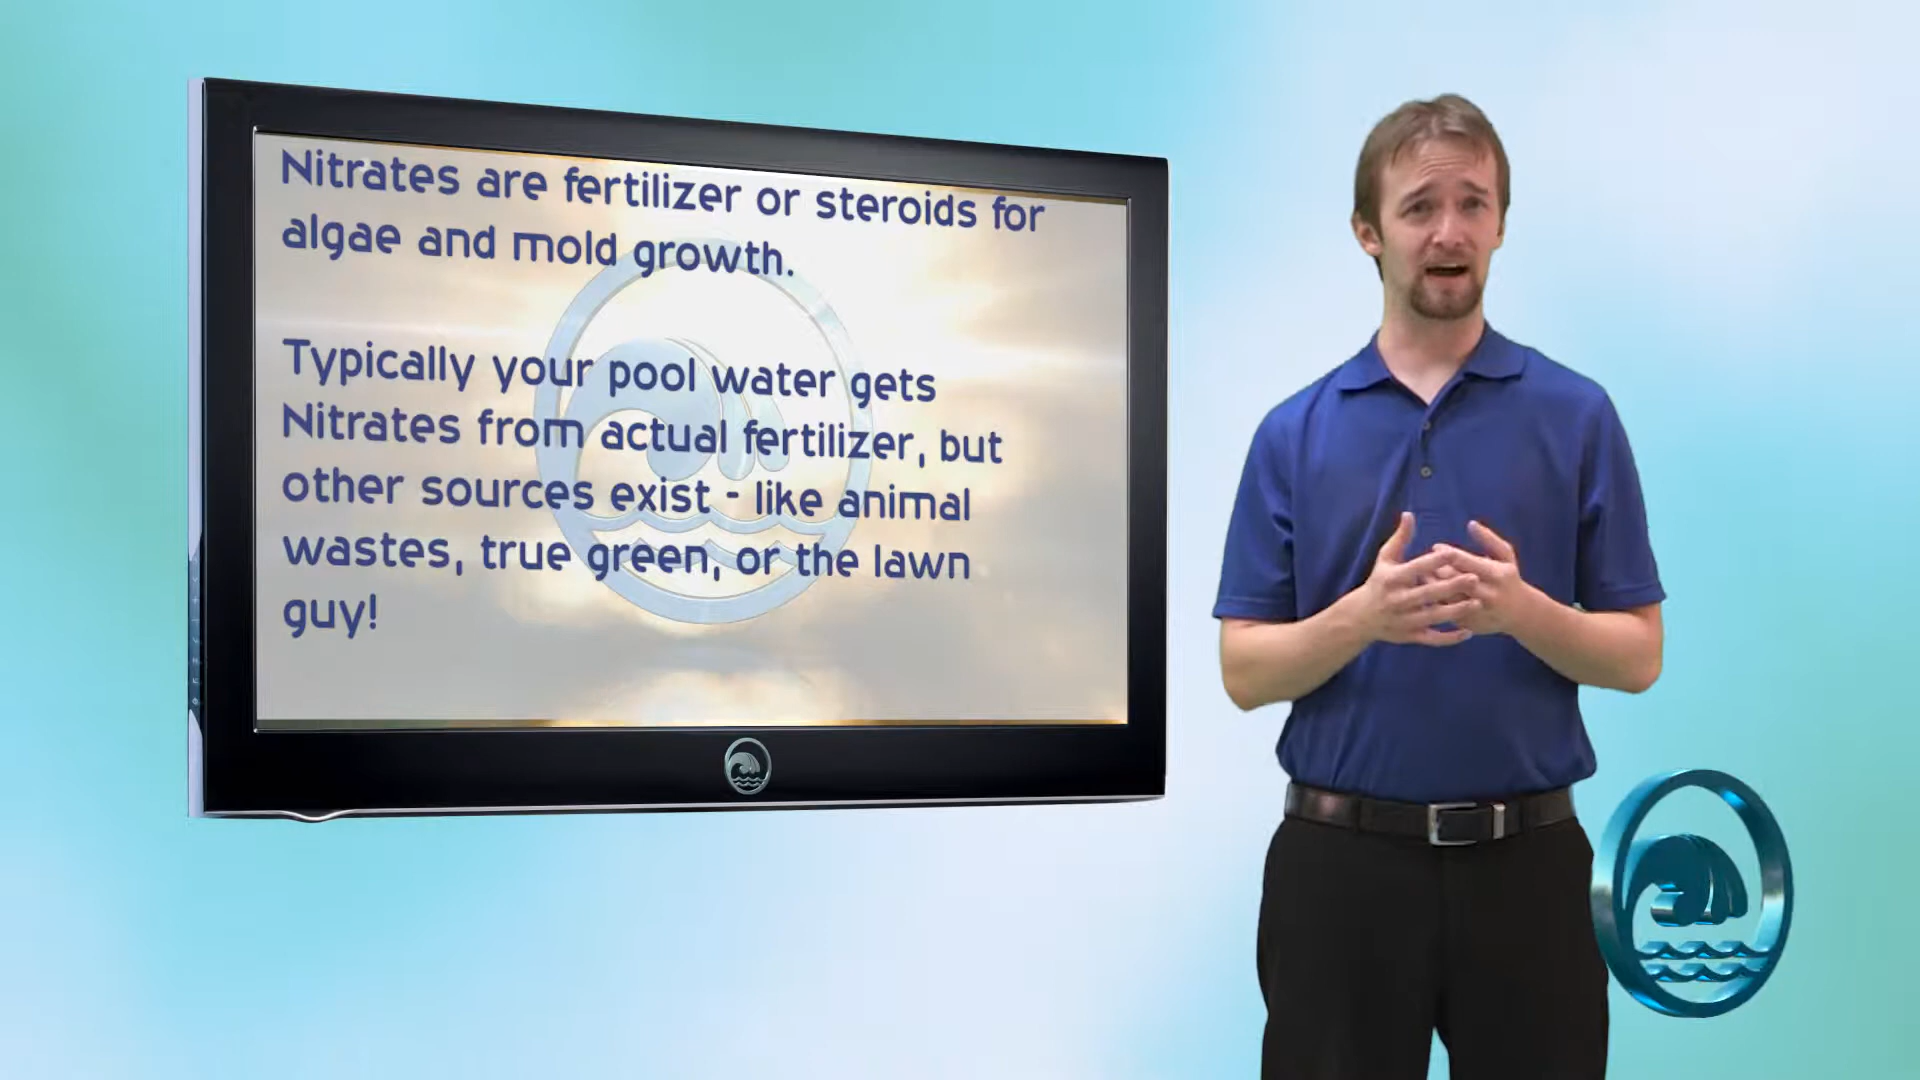 Nitrates are fertilizer or steroids for
algae and mold growth.
Typically your pool water gets
Nitrates from actual fertilizer, but
other sources exist - like animal
wastes, true green, or the lawn
guy!